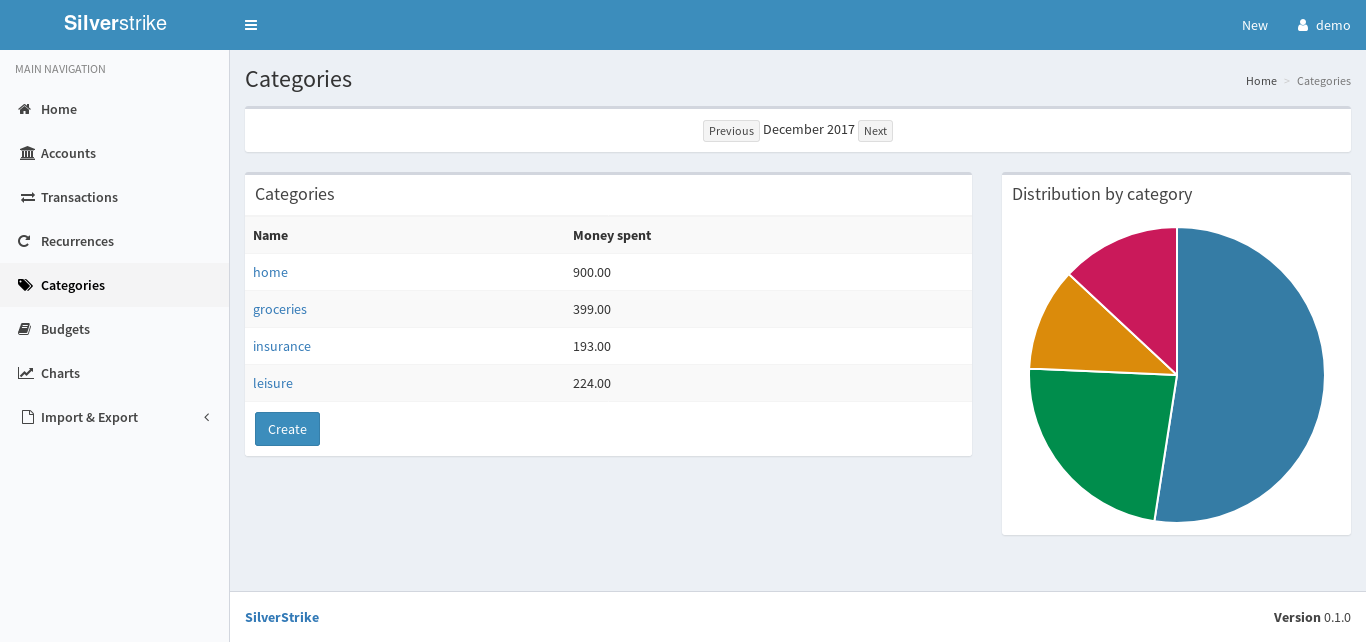 Silverstrike
New
demo
MAIN NAVIGATION
Home
Accounts
Transactions
Recurrences
Categories
Budgets
Charts
Import & Export
Categories
Home > Categories
Previous December 2017 Next
Categories
Name Money spent
home 900.00
groceries 399.00
insurance 193.00
leisure 224.00
Create
Distribution by category
SilverStrike
Version 0.1.0